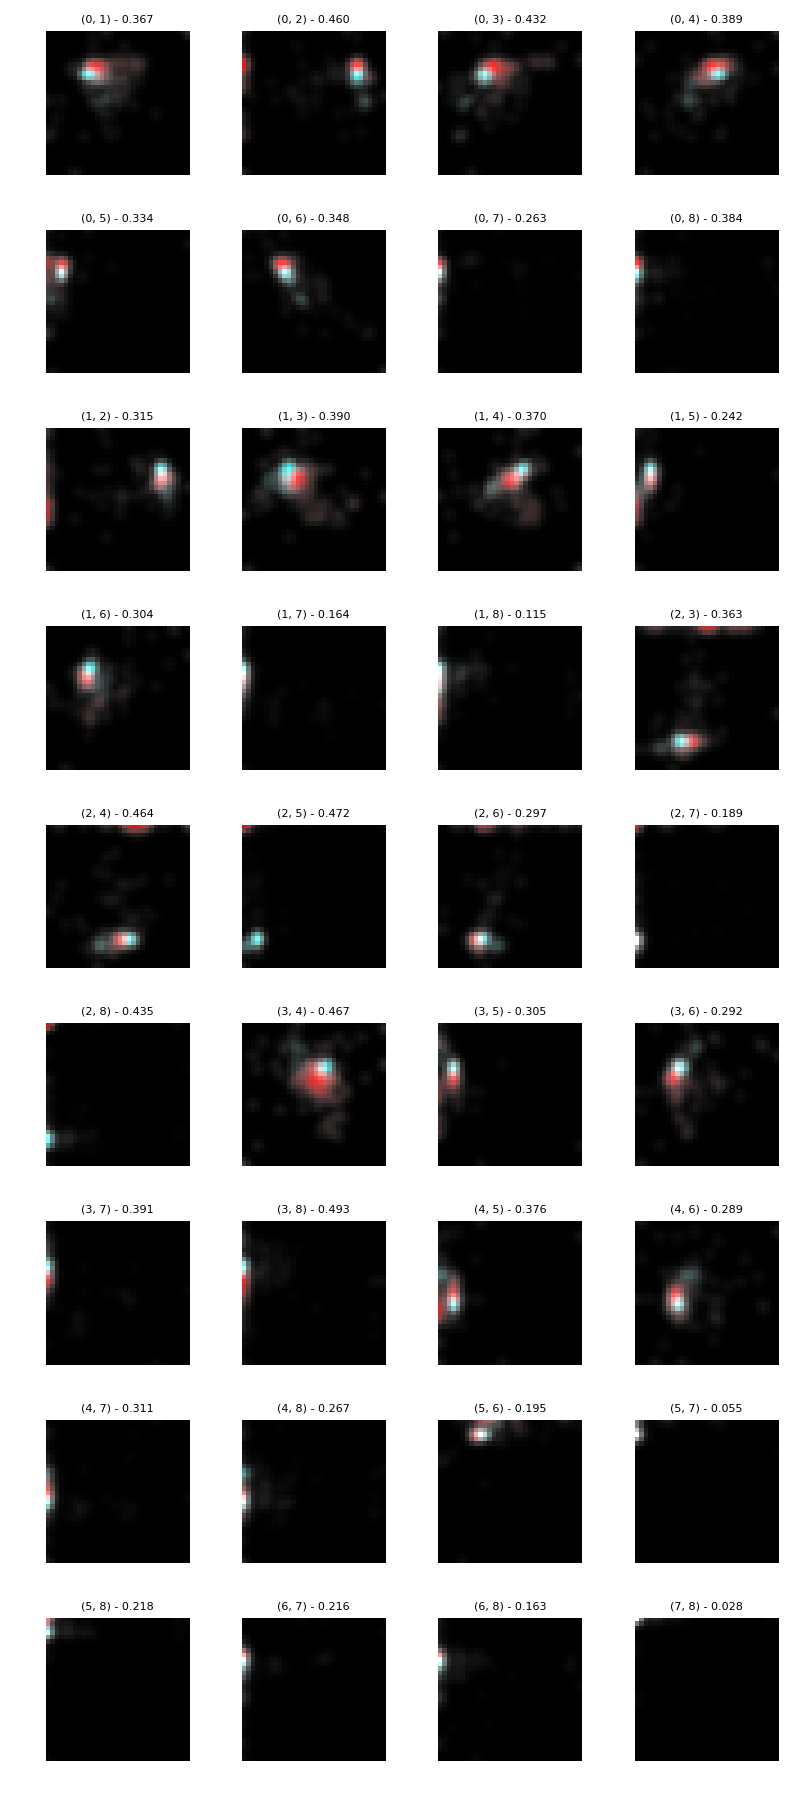 (0, 1) - 0.367 (0, 2) - 0.460 (0, 3) - 0.432 (0, 4) - 0.389
(0, 5) - 0.334 (0, 6) - 0.348 (0, 7) - 0.263 (0, 8) - 0.384
(1, 2) - 0.315 (1, 3) - 0.390 (1, 4) - 0.370 (1, 5) - 0.242
(1, 6) - 0.304 (1, 7) - 0.164 (1, 8) - 0.115 (2, 3) - 0.363
(2, 4) - 0.464 (2, 5) - 0.472 (2, 6) - 0.297 (2, 7) - 0.189
(2, 8) - 0.435 (3, 4) - 0.467 (3, 5) - 0.305 (3, 6) - 0.292
(3, 7) - 0.391 (3, 8) - 0.493 (4, 5) - 0.376 (4, 6) - 0.289
(4, 7) - 0.311 (4, 8) - 0.267 (5, 6) - 0.195 (5, 7) - 0.055
(5, 8) - 0.218 (6, 7) - 0.216 (6, 8) - 0.163 (7, 8) - 0.028